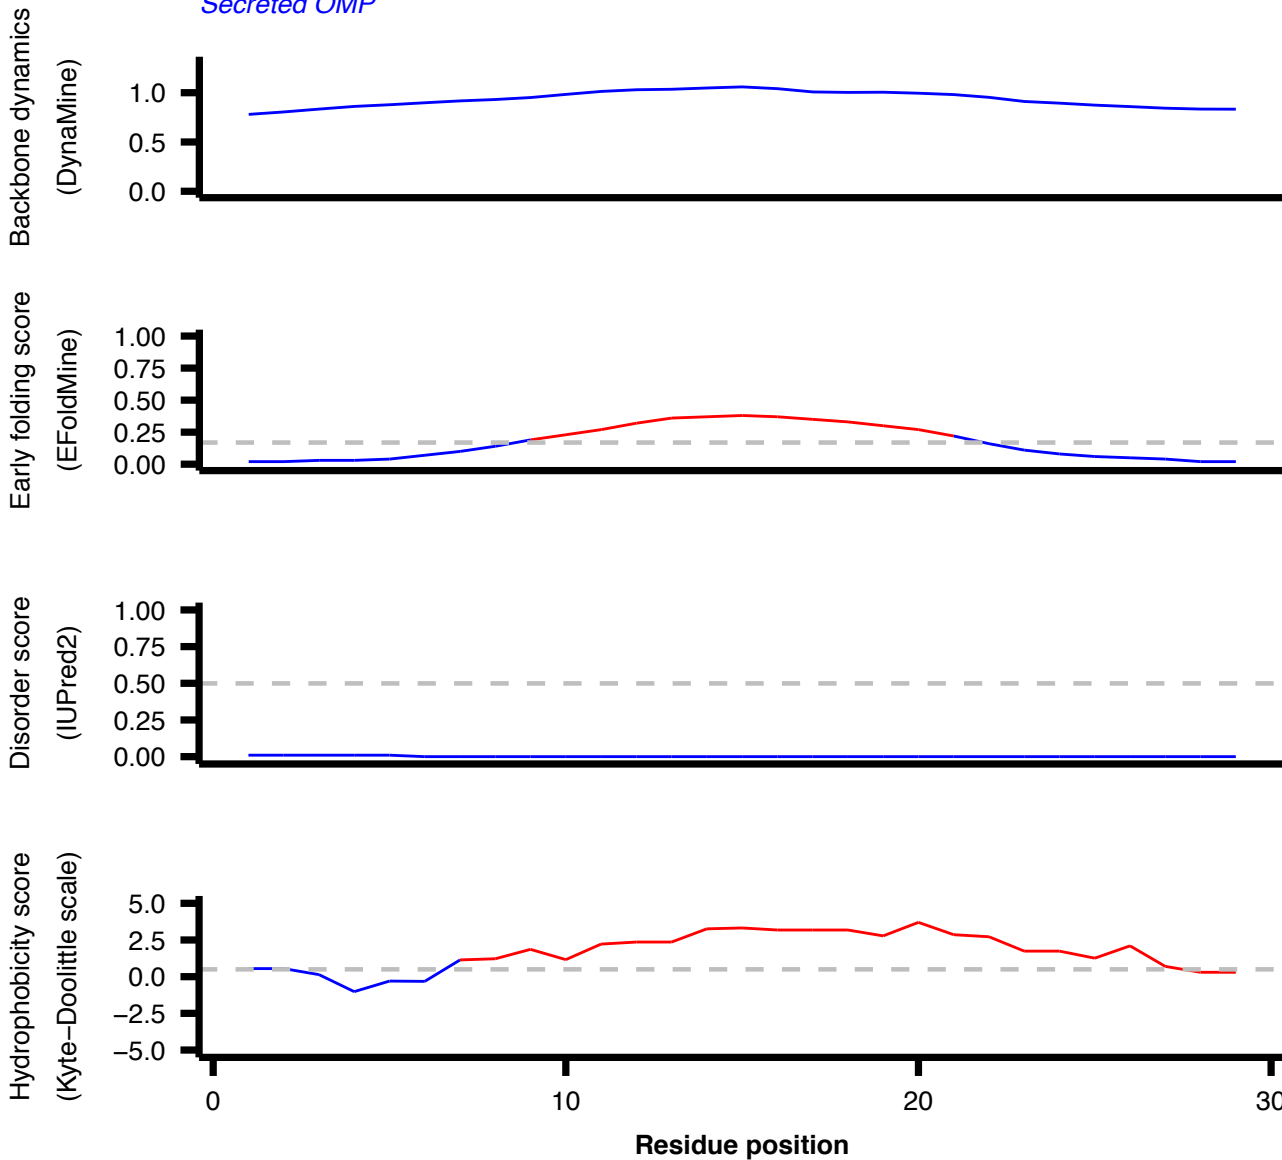 Secreted OMP
Backbone dynamics
(DynaMine)
1.0
0.5
0.0
Early folding score
(EFoldMine)
1.00
0.75
0.50
0.25
0.00
Disorder score
(IUPred2)
1.00
0.75
0.50
0.25
0.00
Hydrophobicity score
(Kyte−Doolittle scale)
5.0
2.5
0.0
−2.5
−5.0
0 10 20 30
Residue position